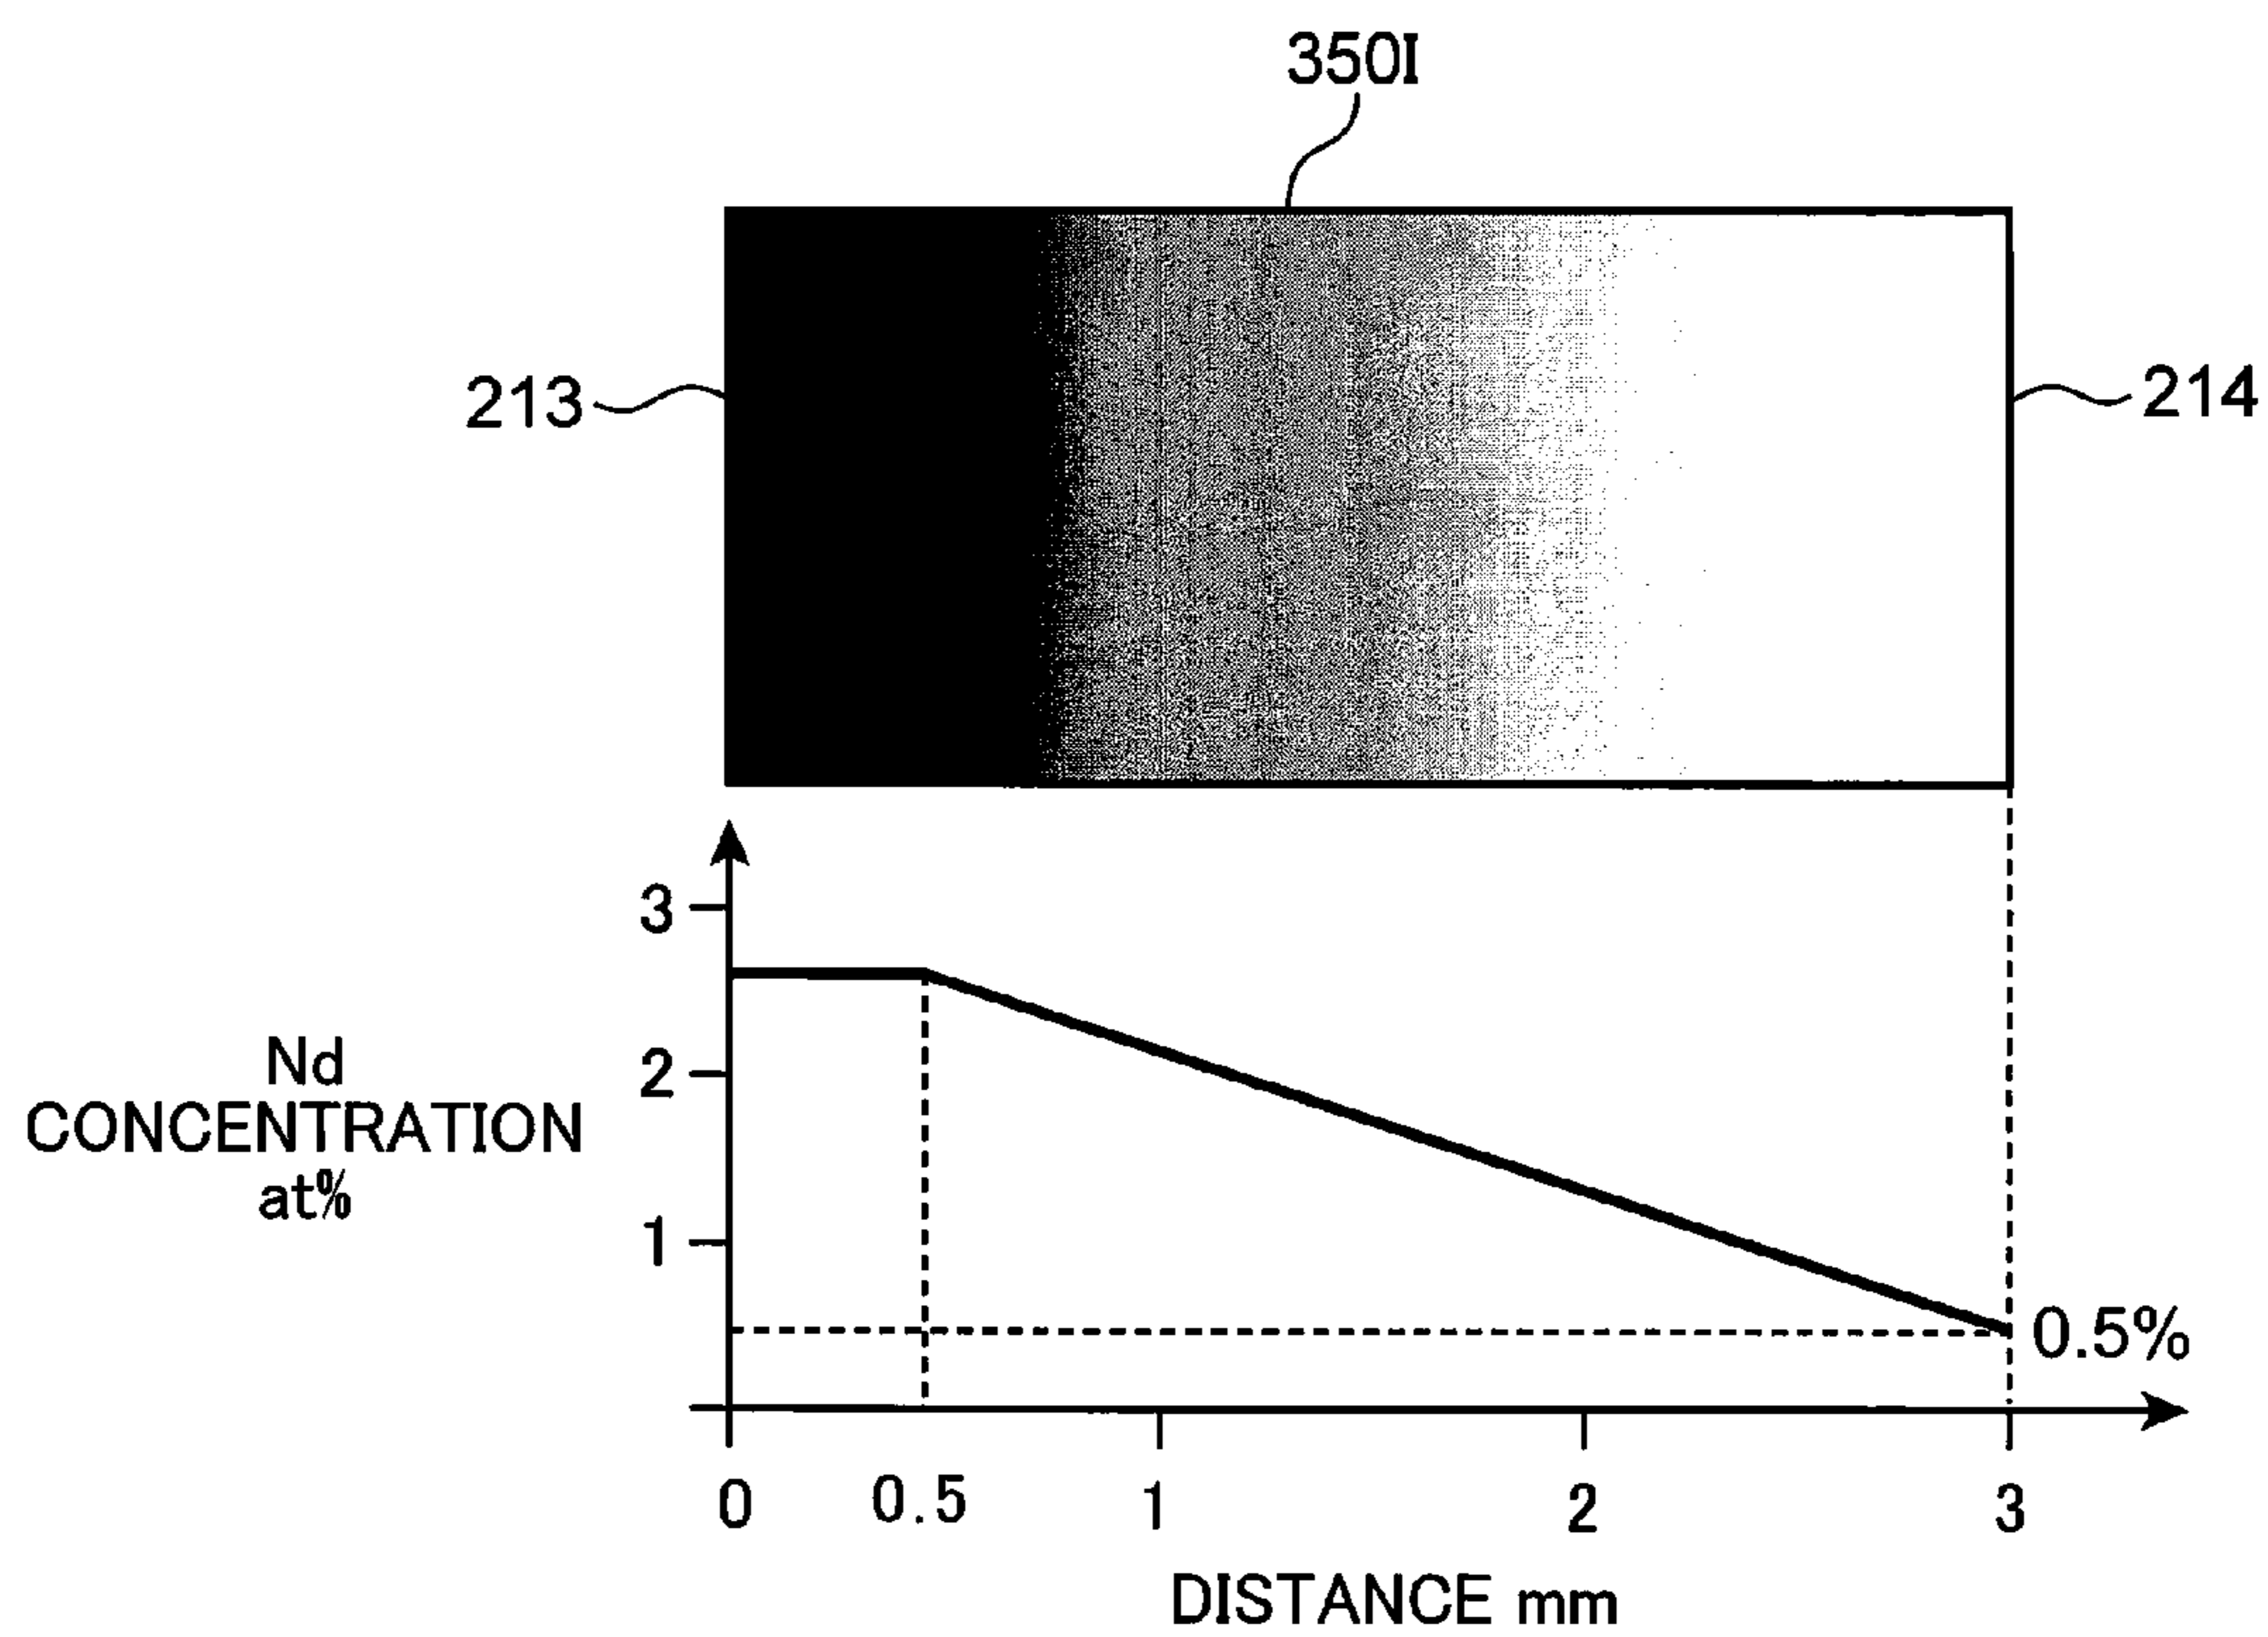 350I
213
214
3
2
1
Nd
CONCENTRATION
at%
0.5%
0
0.5
1
2
3
DISTANCE mm